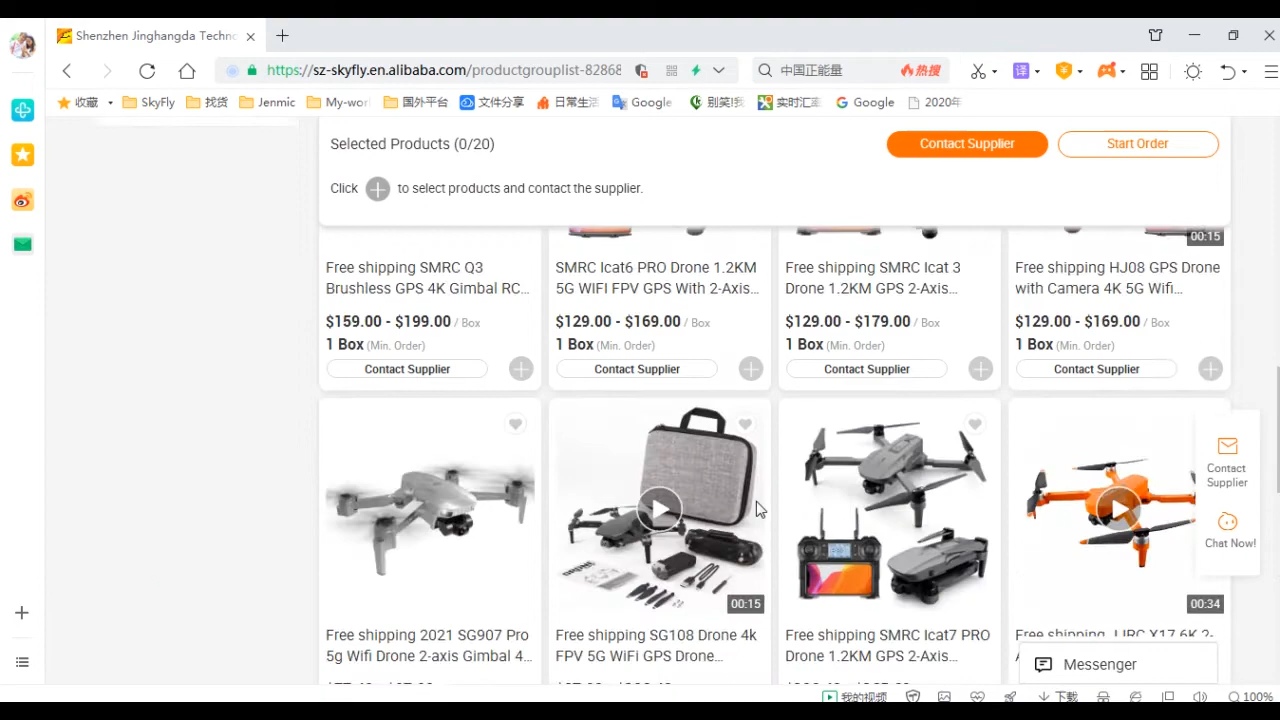 Shenzhen Jinghangda Techno
https://sz-skyfly.en.alibaba.com/productgrouplist-82868
中国正能量
热搜
收藏
SkyFly
找货
Jenmic
My-worl
国外平台
文件分享
日常生活
Google
别笑!我
实时汇率
Google
2020年
Selected Products (0/20)
Contact Supplier
Start Order
Click
to select products and contact the supplier.
00:15
Free shipping SMRC Q3
Brushless GPS 4K Gimbal RC...
$159.00 - $199.00 / Box
1 Box (Min. Order)
Contact Supplier
SMRC Icat6 PRO Drone 1.2KM
5G WIFI FPV GPS With 2-Axis...
$129.00 - $169.00 / Box
1 Box (Min. Order)
Contact Supplier
Free shipping SMRC Icat 3
Drone 1.2KM GPS 2-Axis...
$129.00 - $179.00 / Box
1 Box (Min. Order)
Contact Supplier
Free shipping HJ08 GPS Drone
with Camera 4K 5G Wifi...
$129.00 - $169.00 / Box
1 Box (Min. Order)
Contact Supplier
00:15
00:34
Free shipping 2021 SG907 Pro
5g Wifi Drone 2-axis Gimbal 4...
Free shipping SG108 Drone 4k
FPV 5G WiFi GPS Drone...
Free shipping SMRC Icat7 PRO
Drone 1.2KM GPS 2-Axis...
Free shipping JJRC X17 6K 2-
Contact
Supplier
Chat Now!
Messenger
我的视频
下载
100%